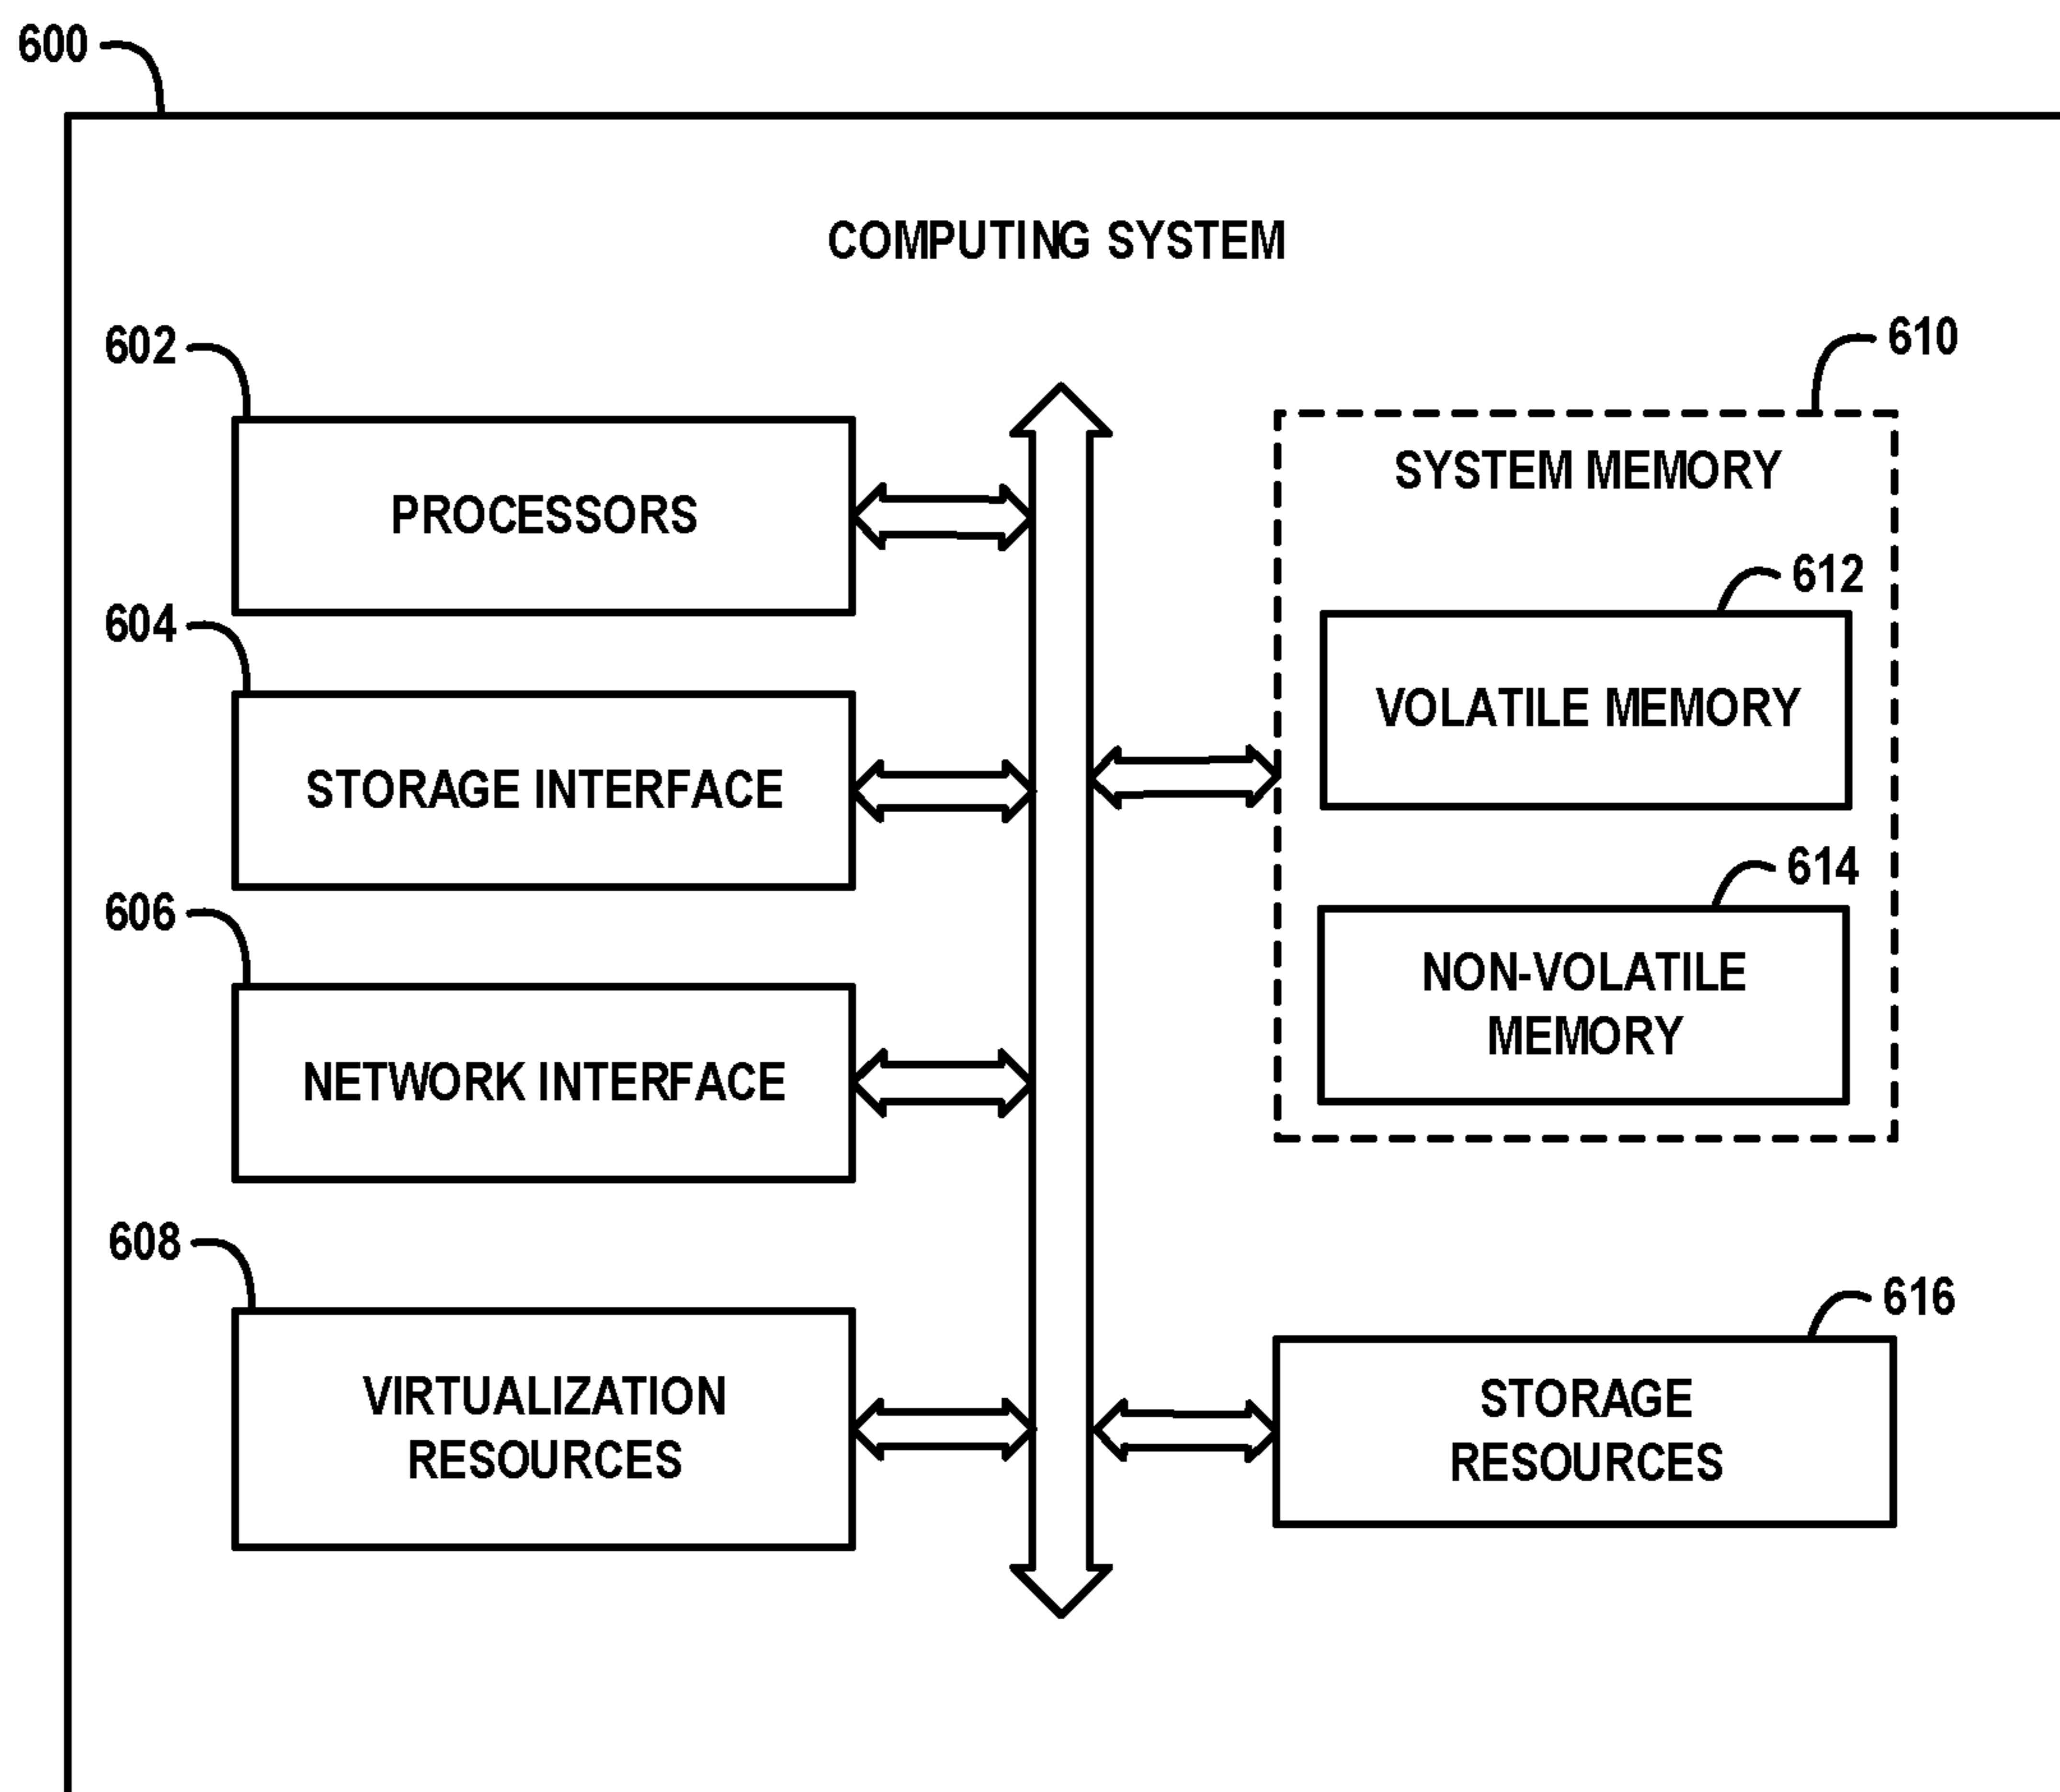 600
COMPUTING SYSTEM
602
PROCESSORS
604
STORAGE INTERFACE
606
NETWORK INTERFACE
608
VIRTUALIZATION
RESOURCES
610
SYSTEM MEMORY
612
VOLATILE MEMORY
614
NON-VOLATILE
MEMORY
616
STORAGE
RESOURCES